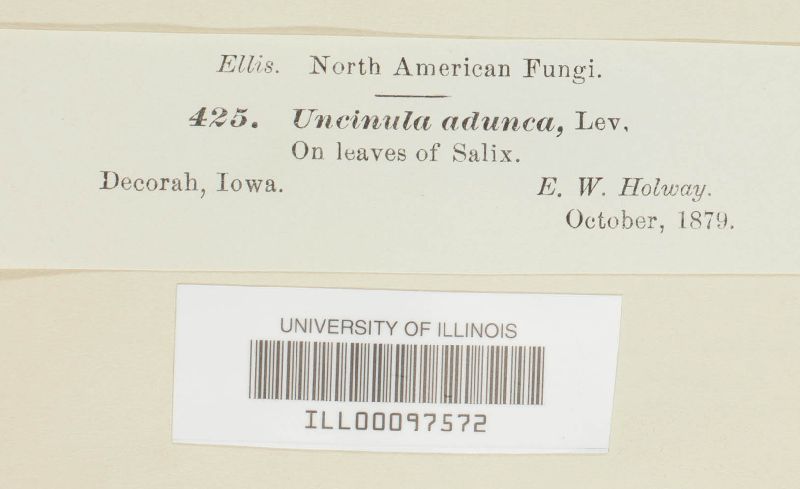 Ellis. North American Fungi.
425. Uncinula adunca, Lev.
On leaves of Salix.
Decorah, Iowa. E. W. Holway.
October, 1879.
UNIVERSITY OF ILLINOIS
ILL00097572